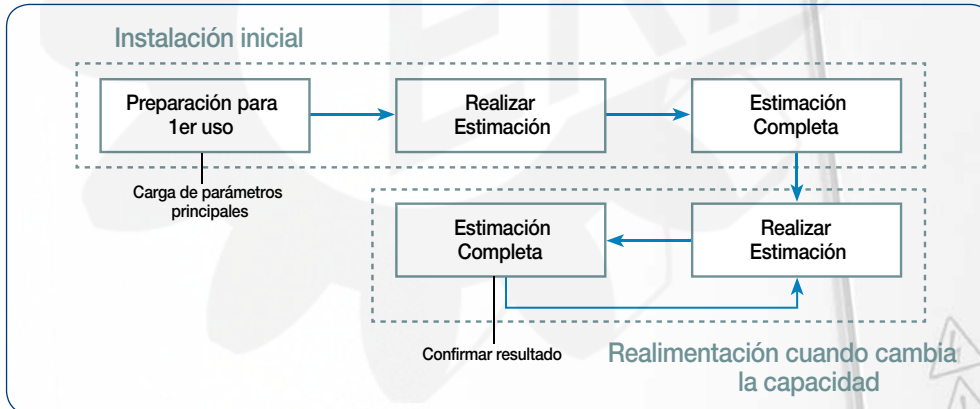 Instalación inicial
Preparación para
1er uso
Realizar
Estimación
Estimación
Completa
Carga de parámetros
principales
Estimación
Completa
Realizar
Estimación
Confirmar resultado
Realimentación cuando cambia
la capacidad